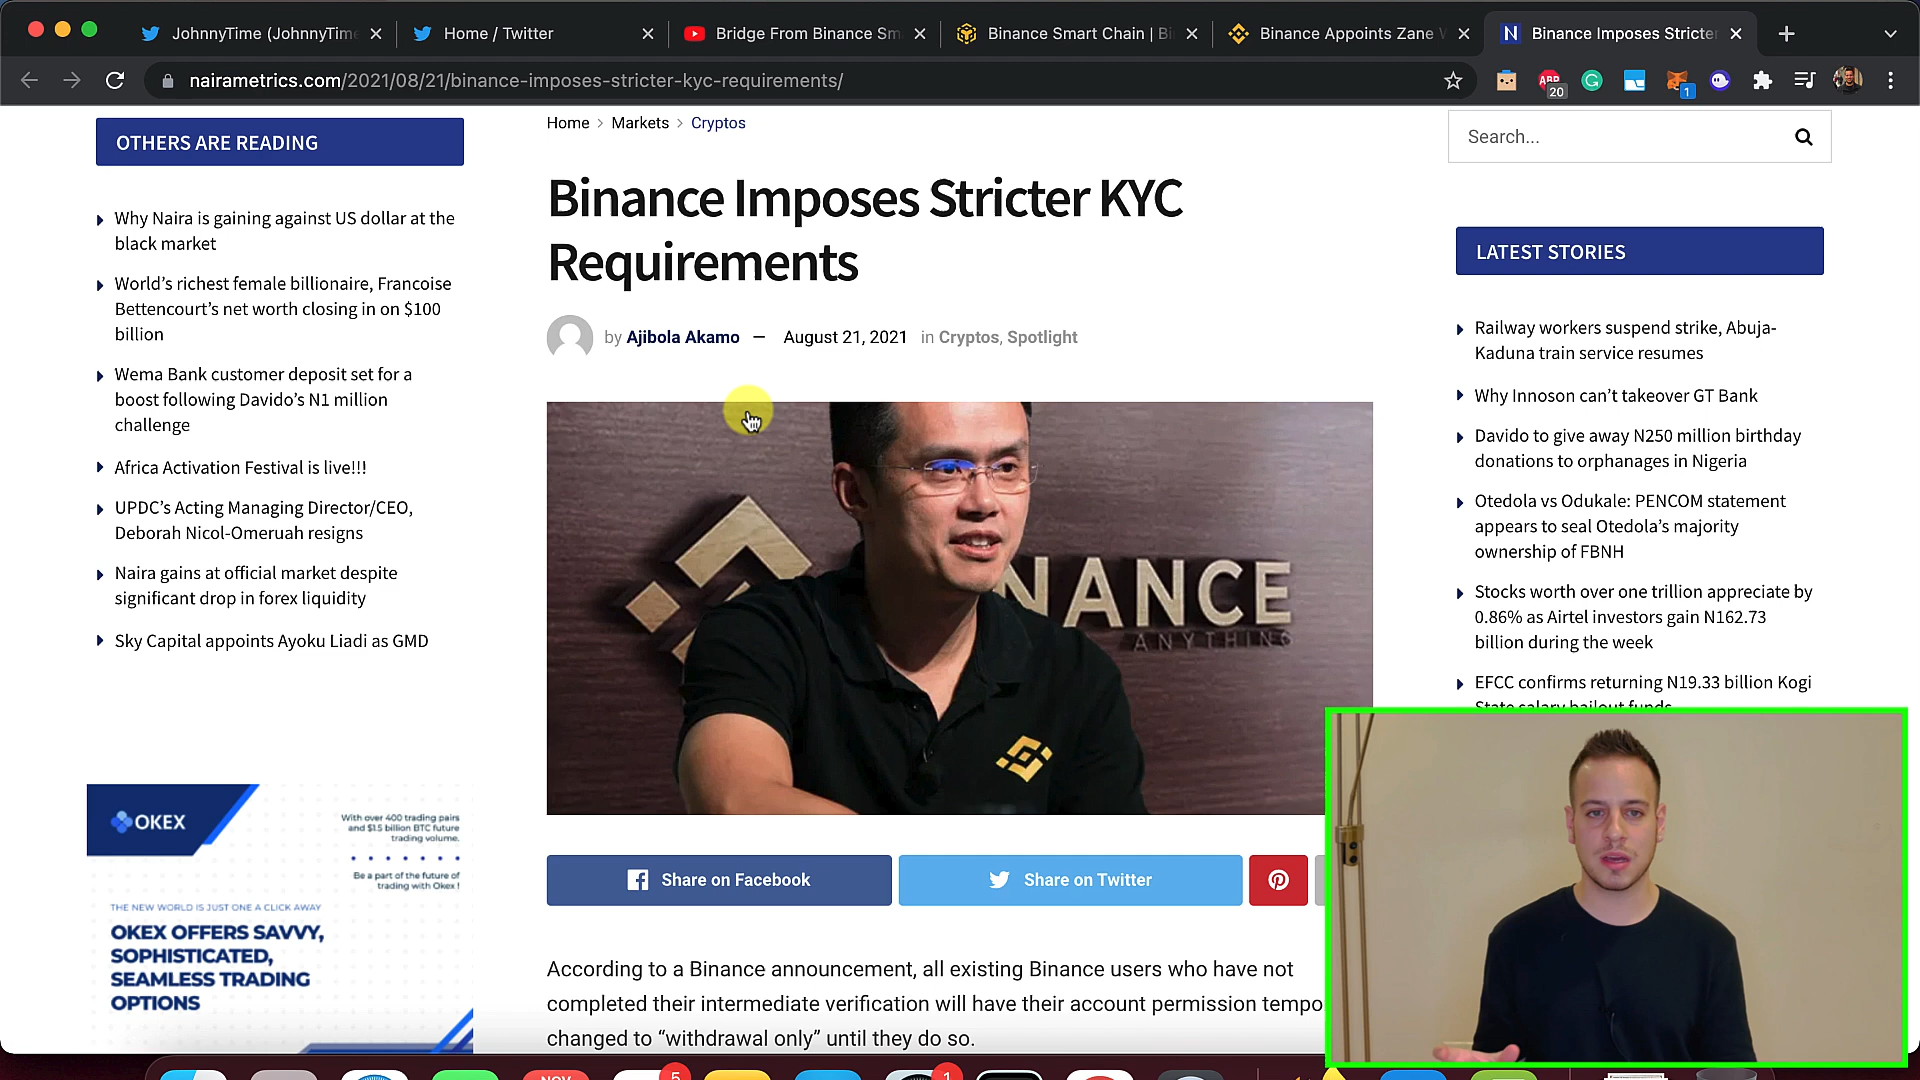 JohnnyTime (JohnnyTime
Home / Twitter
Bridge From Binance Sm
Binance Smart Chain | Bi
Binance Appoints Zane
Binance Imposes Stricter
nairametrics.com/2021/08/21/binance-imposes-stricter-kyc-requirements/
20
1
Home > Markets > Cryptos
OTHERS ARE READING
Why Naira is gaining against US dollar at the
black market
World's richest female billionaire, Francoise
Bettencourt's net worth closing in on $100
billion
Wema Bank customer deposit set for a
boost following Davido's N1 million
challenge
Africa Activation Festival is live!!!
UPDC's Acting Managing Director/CEO,
Deborah Nicol-Omeruah resigns
Naira gains at official market despite
significant drop in forex liquidity
Sky Capital appoints Ayoku Liadi as GMD
OKEX
With over 400 trading pairs
and $1.5 billion BTC future
trading volume.
Be a part of the future of
trading with Okex !
THE NEW WORLD IS JUST ONE A CLICK AWAY
OKEX OFFERS SAVVY,
SOPHISTICATED,
SEAMLESS TRADING
OPTIONS
Binance Imposes Stricter KYC
Requirements
by Ajibola Akamo — August 21, 2021 in Cryptos, Spotlight
NANCE
ANYTHING
Share on Facebook
Share on Twitter
According to a Binance announcement, all existing Binance users who have not
completed their intermediate verification will have their account permission tempo
changed to “withdrawal only” until they do so.
Search...
LATEST STORIES
Railway workers suspend strike, Abuja-
Kaduna train service resumes
Why Innoson can't takeover GT Bank
Davido to give away N250 million birthday
donations to orphanages in Nigeria
Otedola vs Odukale: PENCOM statement
appears to seal Otedola's majority
ownership of FBNH
Stocks worth over one trillion appreciate by
0.86% as Airtel investors gain N162.73
billion during the week
EFCC confirms returning N19.33 billion Kogi
State salary bailout funds
NOV
5
1